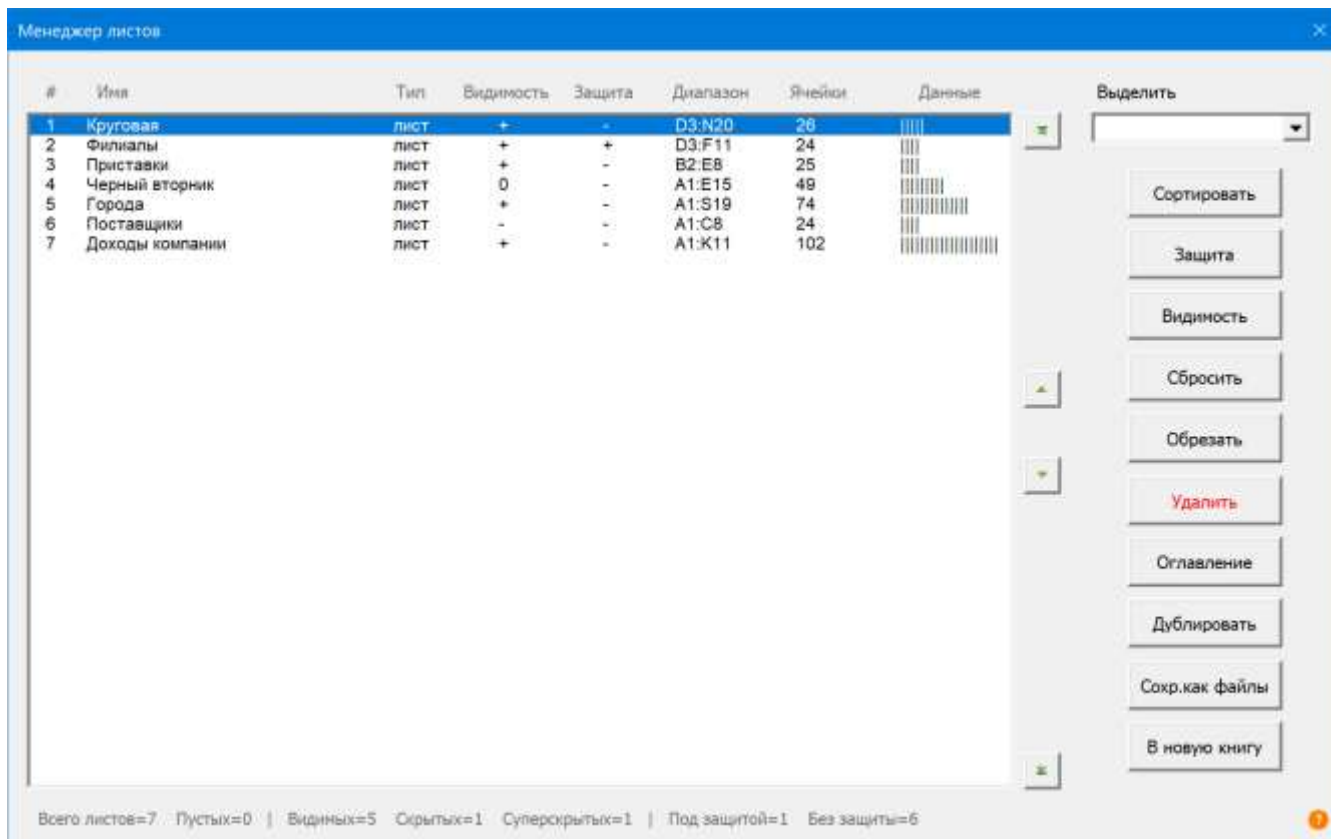 Менеджер листов
# Имя Тип Видимость Защита Диапазон Ячейки Данные Выделить
1 Круговая лист + - D3:N20 26 |||||
2 Филиалы лист + + D3:F11 24 ||||
3 Приставки лист + - B2:E8 25 ||||
4 Черный вторник лист 0 - A1:E15 49 |||||||||
5 Города лист + - A1:S19 74 ||||||||||||||
6 Поставщики лист - - A1:C8 24 ||||
7 Доходы компании лист + - A1:K11 102 ||||||||||||||||||||
Сортировать
Защита
Видимость
Сбросить
Обрезать
Удалить
Оглавление
Дублировать
Сохр.как файлы
В новую книгу
Всего листов=7 Пустых=0 | Видимых=5 Скрытых=1 Суперскрытых=1 | Под защитой=1 Без защиты=6 ?